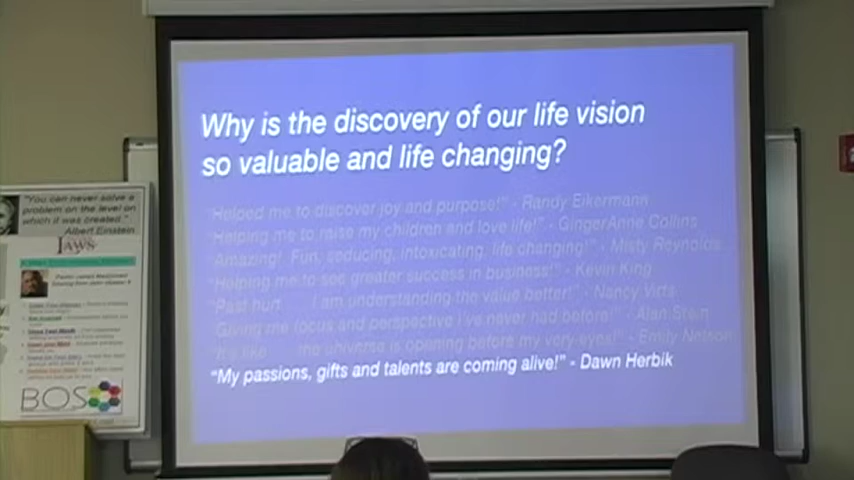 Why is the discovery of our life vision
so valuable and life changing?
"Helped me to discover joy and purpose!" - Randy Eikermann
"Helping me to raise my children and love life!" - GingerAnne Collins
Amazing! Fun, seducing, intoxicating, life changing!" - Misty Reynolds
"Helping me to see greater success in business!" - Kevin King
"Past hurt . . . I am understanding the value better!" - Nancy Virts
Giving me focus and perspective I've never had before!" - Alan Stein
"It's like . . . the universe is opening before my very eyes!" - Emily Nelson
"My passions, gifts and talents are coming alive!" - Dawn Herbik
"You can never solve a
problem on the level on
which it was created."
Albert Einstein
LAWS
BOS